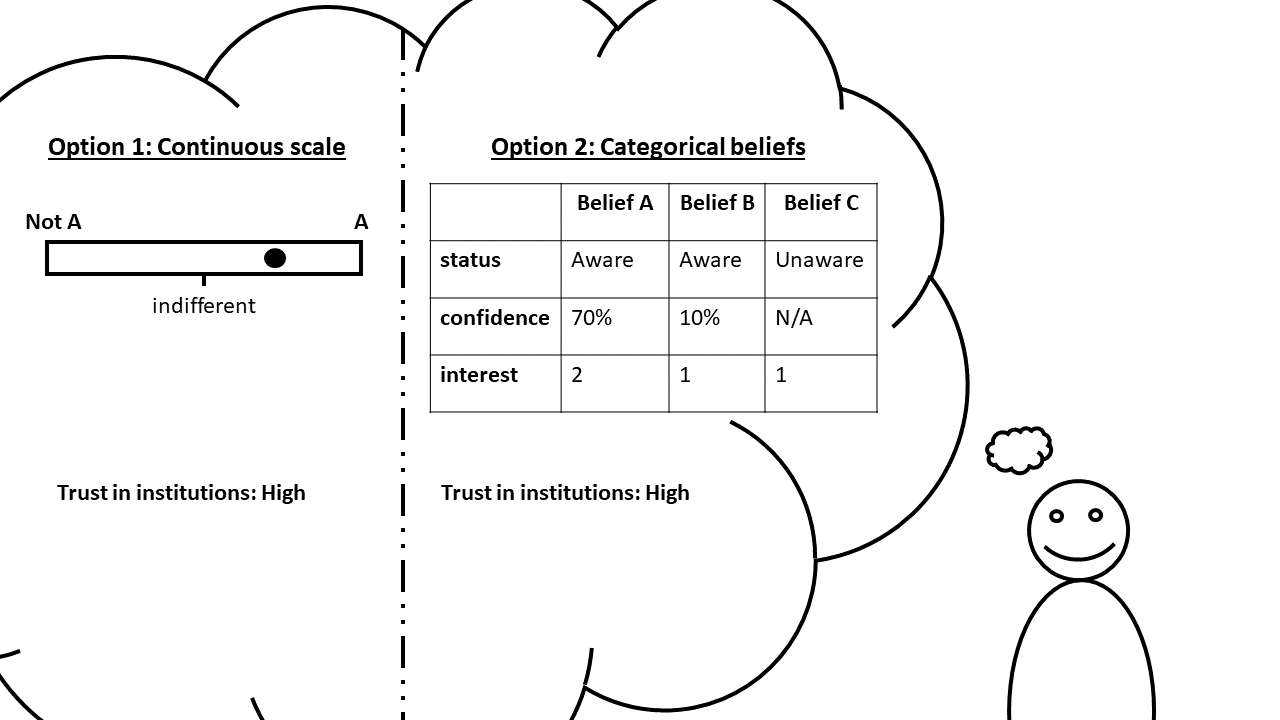 Option 1: Continuous scale
Not A A
indifferent
Trust in institutions: High
Option 2: Categorical beliefs
Belief A Belief B Belief C
status Aware Aware Unaware
confidence 70% 10% N/A
interest 2 1 1
Trust in institutions: High